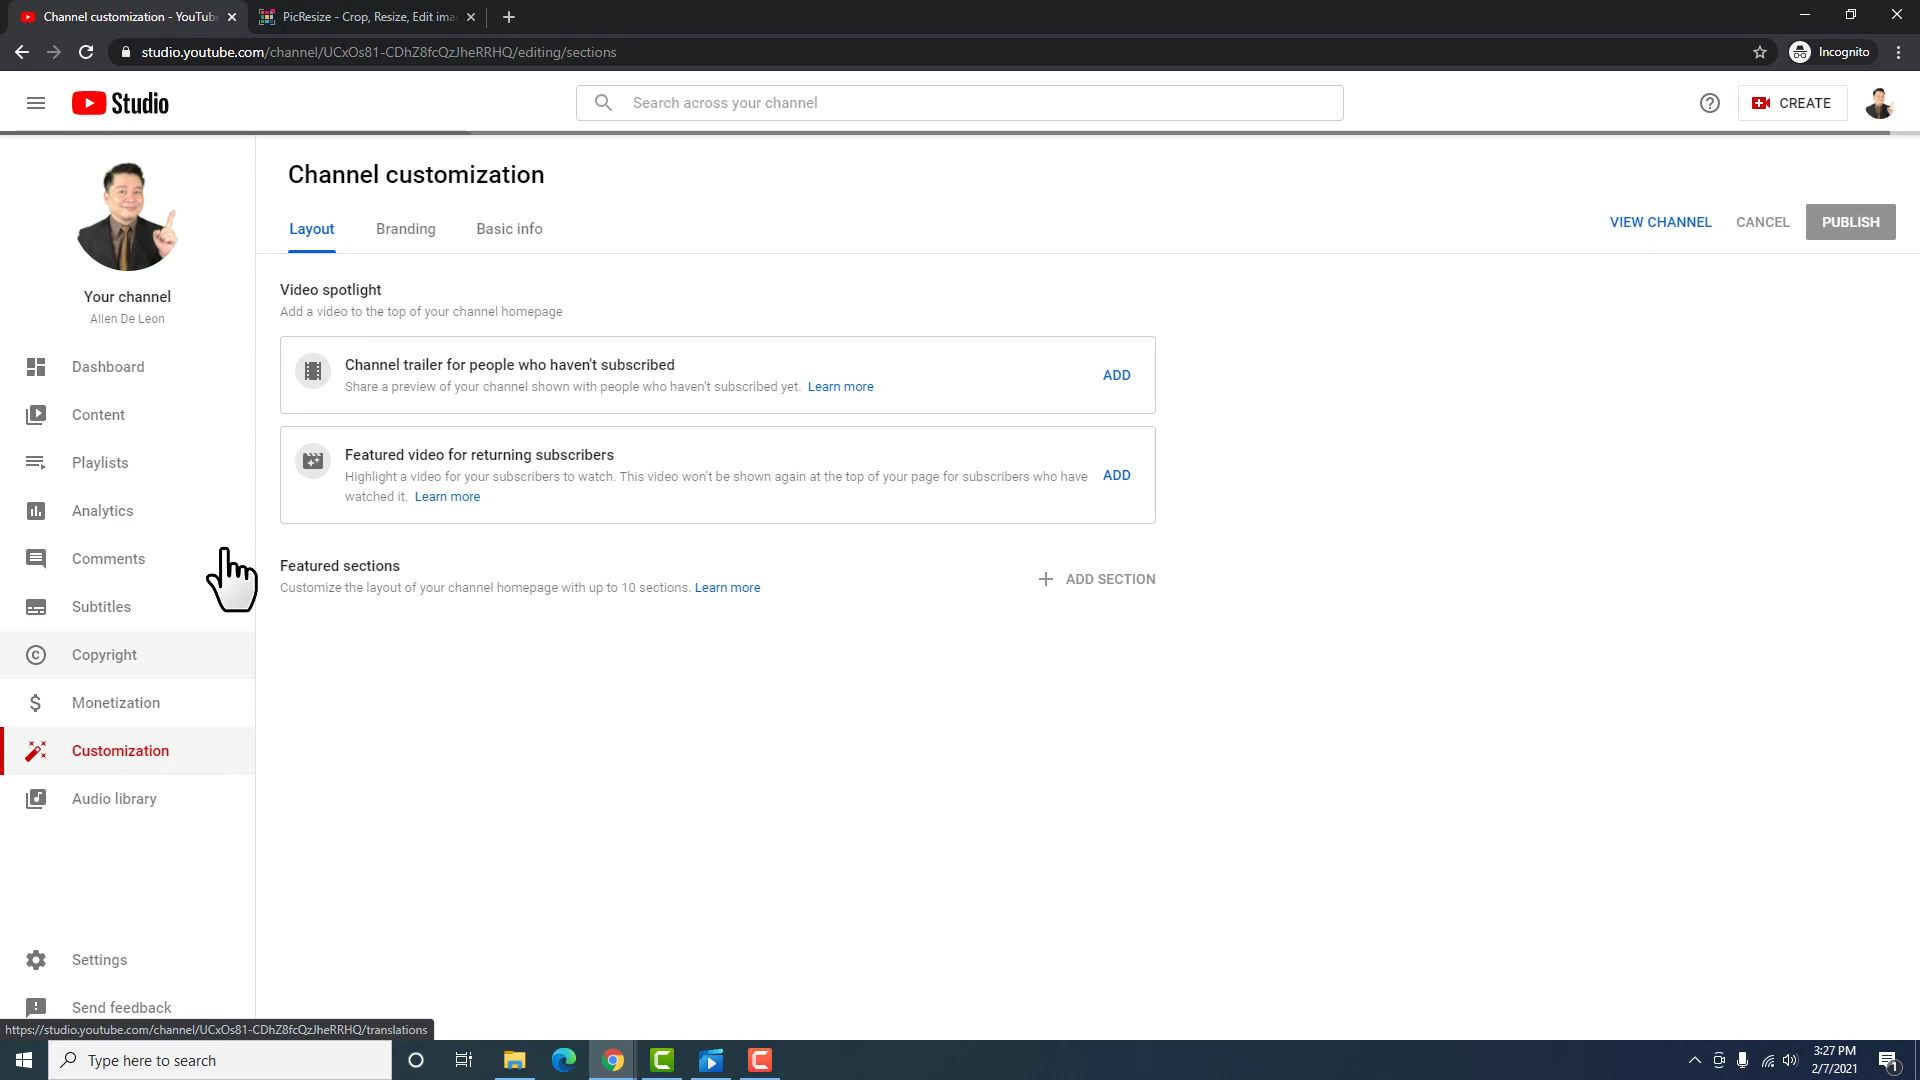 Channel customization - YouTube
PicResize - Crop, Resize, Edit ima
studio.youtube.com/channel/UCxOs81-CDhZ8fcQzJheRRHQ/editing/sections
Incognito
Studio
Search across your channel
CREATE
Your channel
Allen De Leon
Dashboard
Content
Playlists
Analytics
Comments
Subtitles
Copyright
Monetization
Customization
Audio library
Settings
Send feedback
Channel customization
Layout
Branding
Basic info
VIEW CHANNEL
CANCEL
PUBLISH
Video spotlight
Add a video to the top of your channel homepage
Channel trailer for people who haven't subscribed
Share a preview of your channel shown with people who haven't subscribed yet. Learn more
ADD
Featured video for returning subscribers
Highlight a video for your subscribers to watch. This video won't be shown again at the top of your page for subscribers who have
watched it. Learn more
ADD
Featured sections
Customize the layout of your channel homepage with up to 10 sections. Learn more
ADD SECTION
https://studio.youtube.com/channel/UCxOs81-CDhZ8fcQzJheRRHQ/translations
Type here to search
3:27 PM
2/7/2021
1